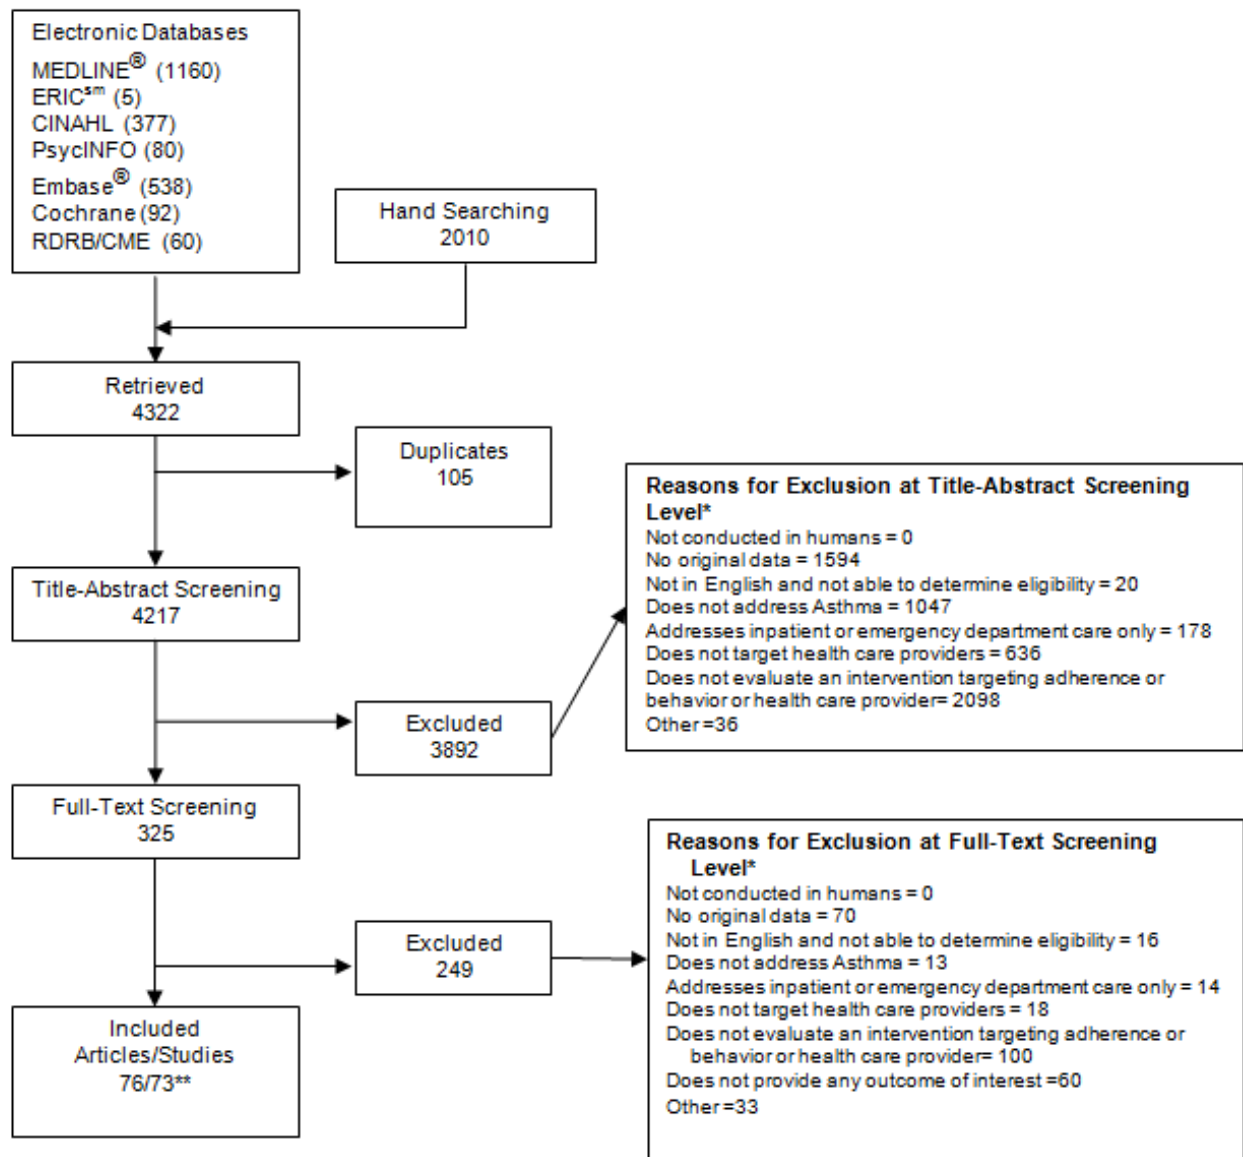 Electronic Databases
MEDLINE® (1160)
ERICsm (5)
CINAHL (377)
PsycINFO (80)
Embase® (538)
Cochrane (92)
RDRB/CME (60)
Hand Searching
2010
Retrieved
4322
Duplicates
105
Title-Abstract Screening
4217
Reasons for Exclusion at Title-Abstract Screening
Level*
Not conducted in humans = 0
No original data = 1594
Not in English and not able to determine eligibility = 20
Does not address Asthma = 1047
Addresses inpatient or emergency department care only = 178
Does not target health care providers = 636
Does not evaluate an intervention targeting adherence or
behavior or health care provider= 2098
Other =36
Excluded
3892
Full-Text Screening
325
Reasons for Exclusion at Full-Text Screening
Level*
Not conducted in humans = 0
No original data = 70
Not in English and not able to determine eligibility = 16
Does not address Asthma = 13
Addresses inpatient or emergency department care only = 14
Does not target health care providers = 18
Does not evaluate an intervention targeting adherence or
behavior or health care provider= 100
Does not provide any outcome of interest =60
Other =33
Excluded
249
Included
Articles/Studies
76/73**